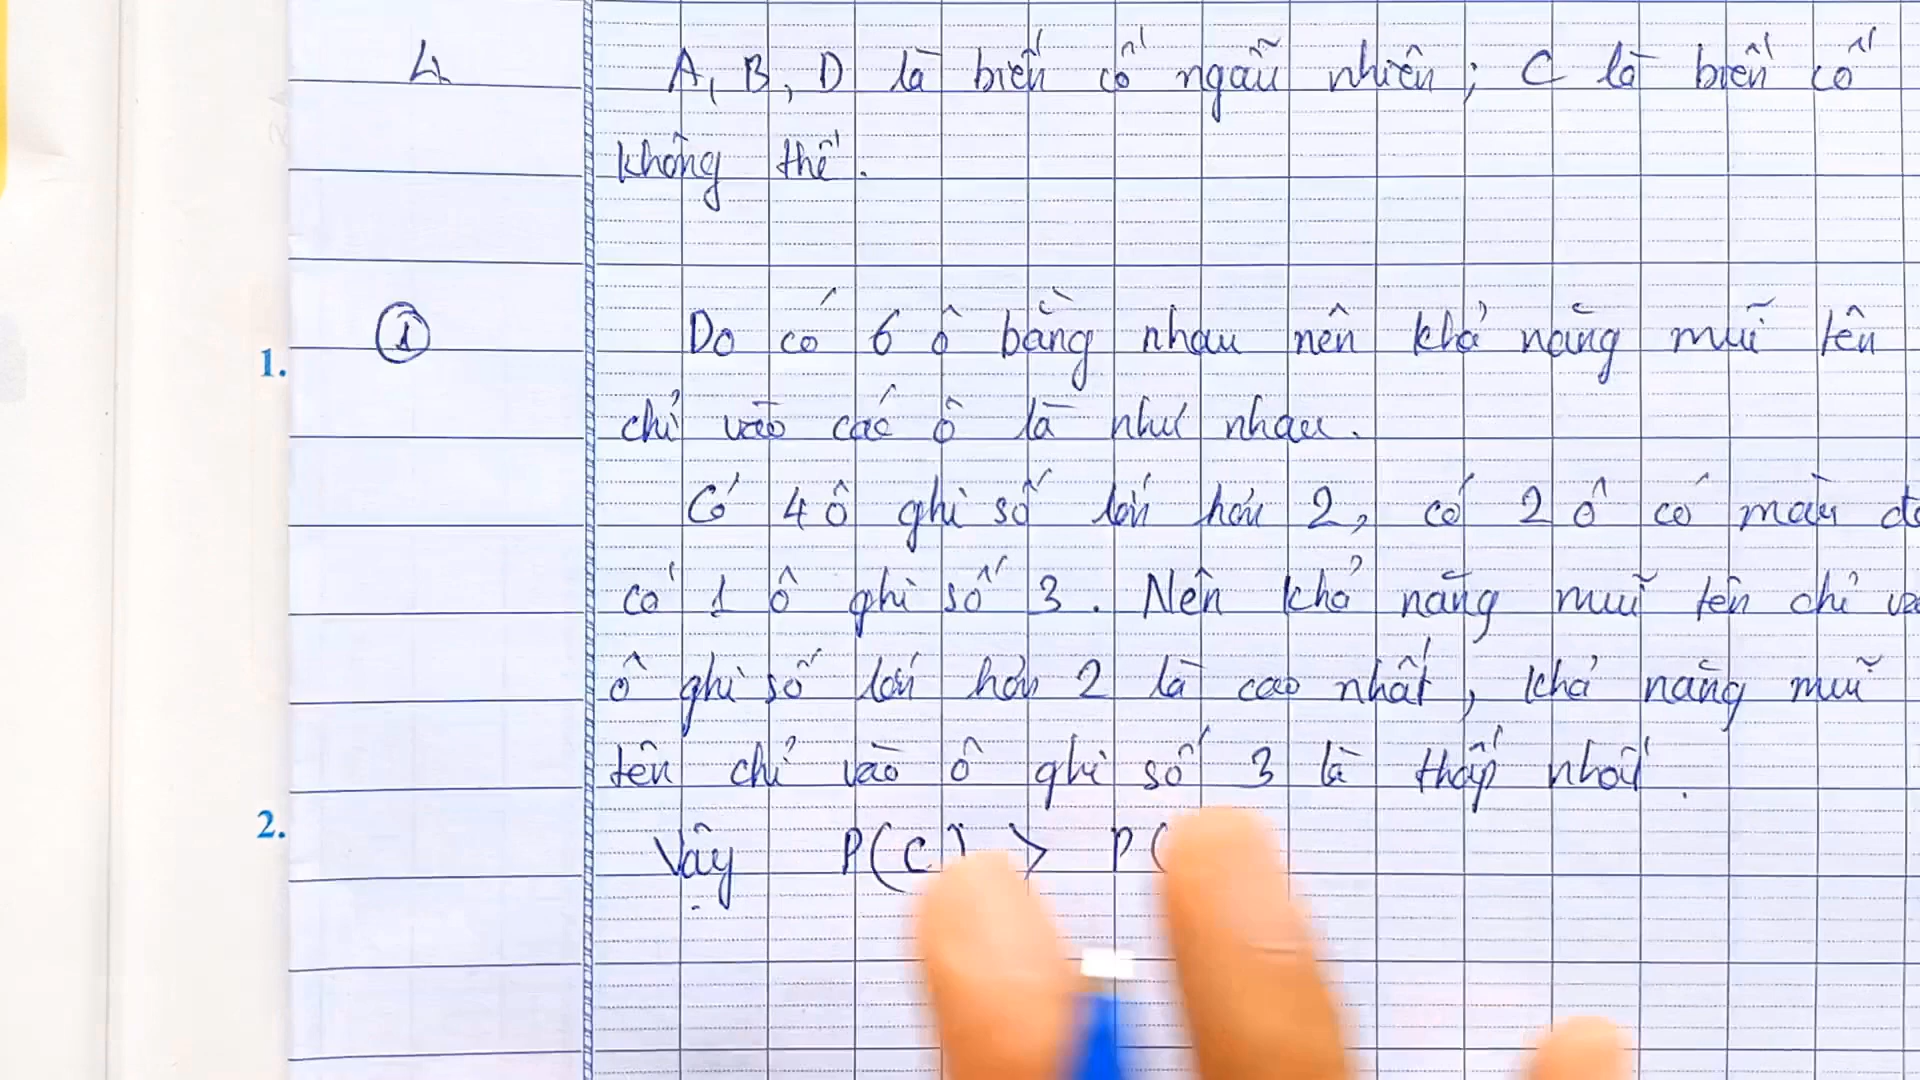 4
A, B, D là biến cố ngẫu nhiên; C là biến cố
không thể.
1. ① Do có 6 ô bằng nhau nên khả năng mũi tên
chỉ vào các ô là như nhau.
Có 4 ô ghi số lớn hơn 2, có 2 ô có màu
có 1 ô ghi số 3. Nên khả năng mũi tên chỉ
ô ghi số lớn hơn 2 là cao nhất, khả năng mũi
tên chỉ vào ô ghi số 3 là thấp nhất.
2. Vậy P(C) > P(